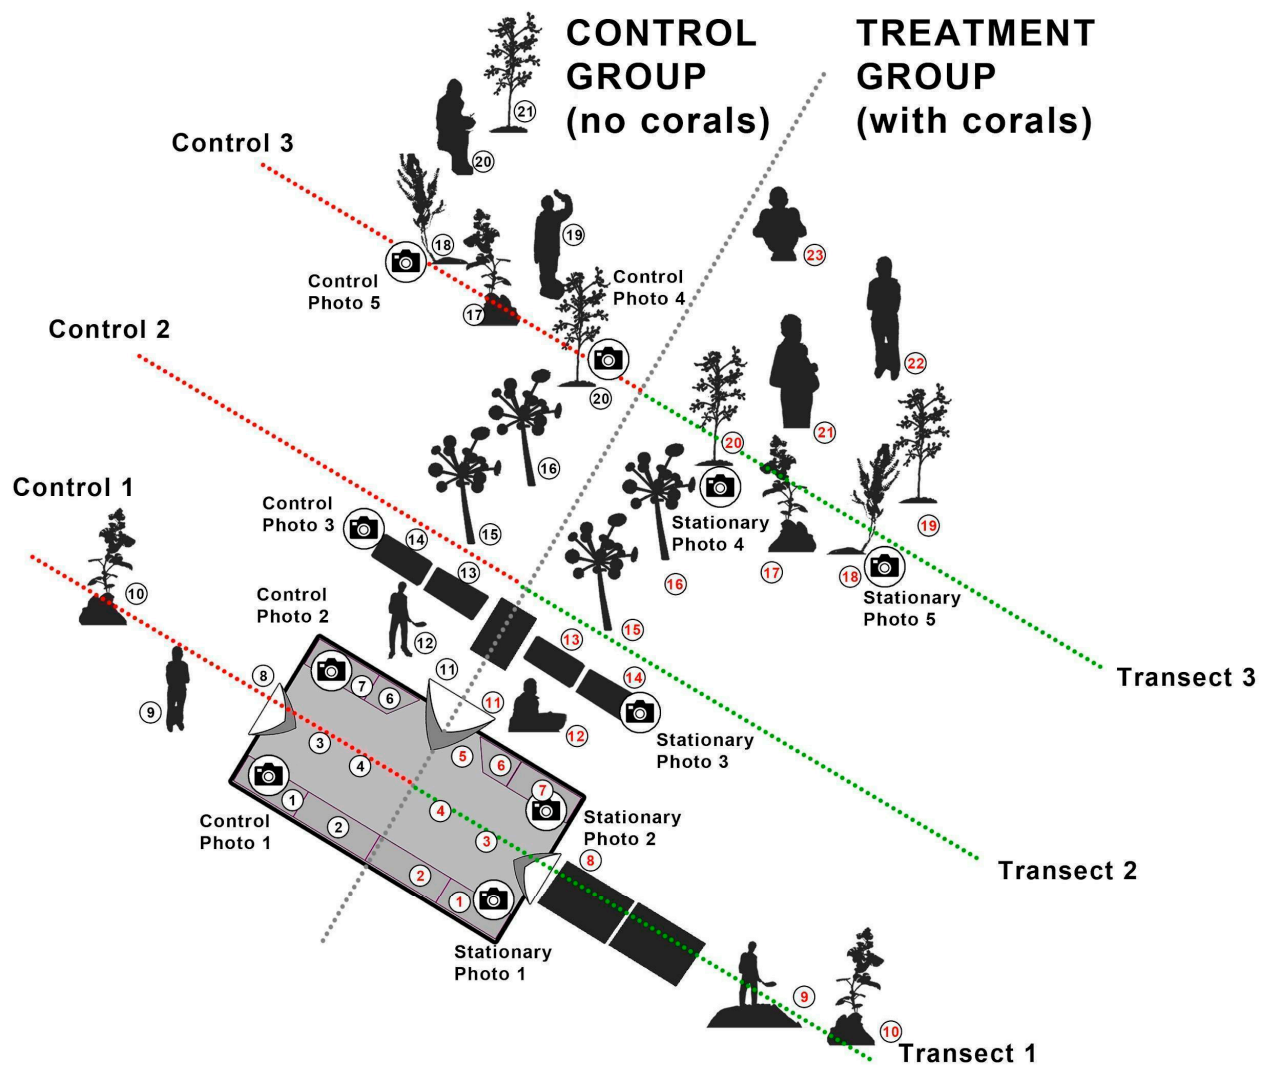 CONTROL
GROUP
(no corals)
TREATMENT
GROUP
(with corals)
Control 3
21
20
18
19
17
20
Control
Photo 5
Control
Photo 4
23
22
21
20
19
17
18
Stationary
Photo 4
Stationary
Photo 5
Transect 3
Control 2
16
15
16
15
Control
Photo 3
14
13
13
14
12
11
11
12
Stationary
Photo 3
Transect 2
Control 1
10
9
8
Control
Photo 2
7
6
3
4
5
6
7
4
3
1
2
2
1
Control
Photo 1
Stationary
Photo 2
Stationary
Photo 1
8
9
10
Transect 1